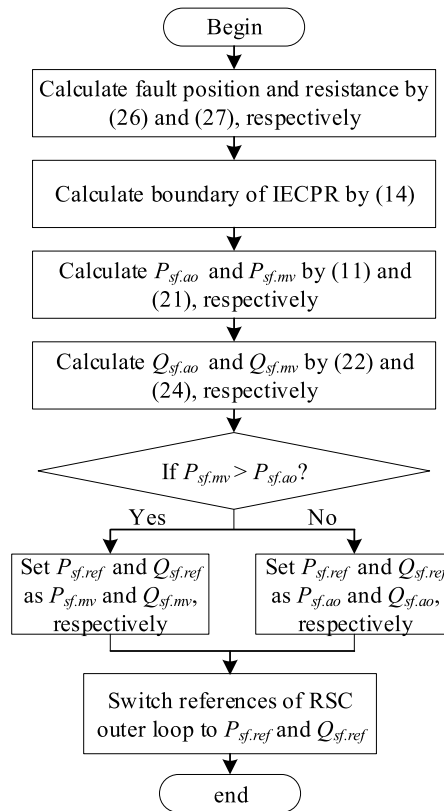 Begin
Calculate fault position and resistance by
(26) and (27), respectively
Calculate boundary of IECPR by (14)
Calculate P_sf.ao and P_sf.mv by (11) and
(21), respectively
Calculate Q_sf.ao and Q_sf.mv by (22) and
(24), respectively
If P_sf.mv > P_sf.ao?
Yes
No
Set P_sf.ref and Q_sf.ref
as P_sf.mv and Q_sf.mv,
respectively
Set P_sf.ref and Q_sf.ref
as P_sf.ao and Q_sf.ao,
respectively
Switch references of RSC
outer loop to P_sf.ref and Q_sf.ref
end